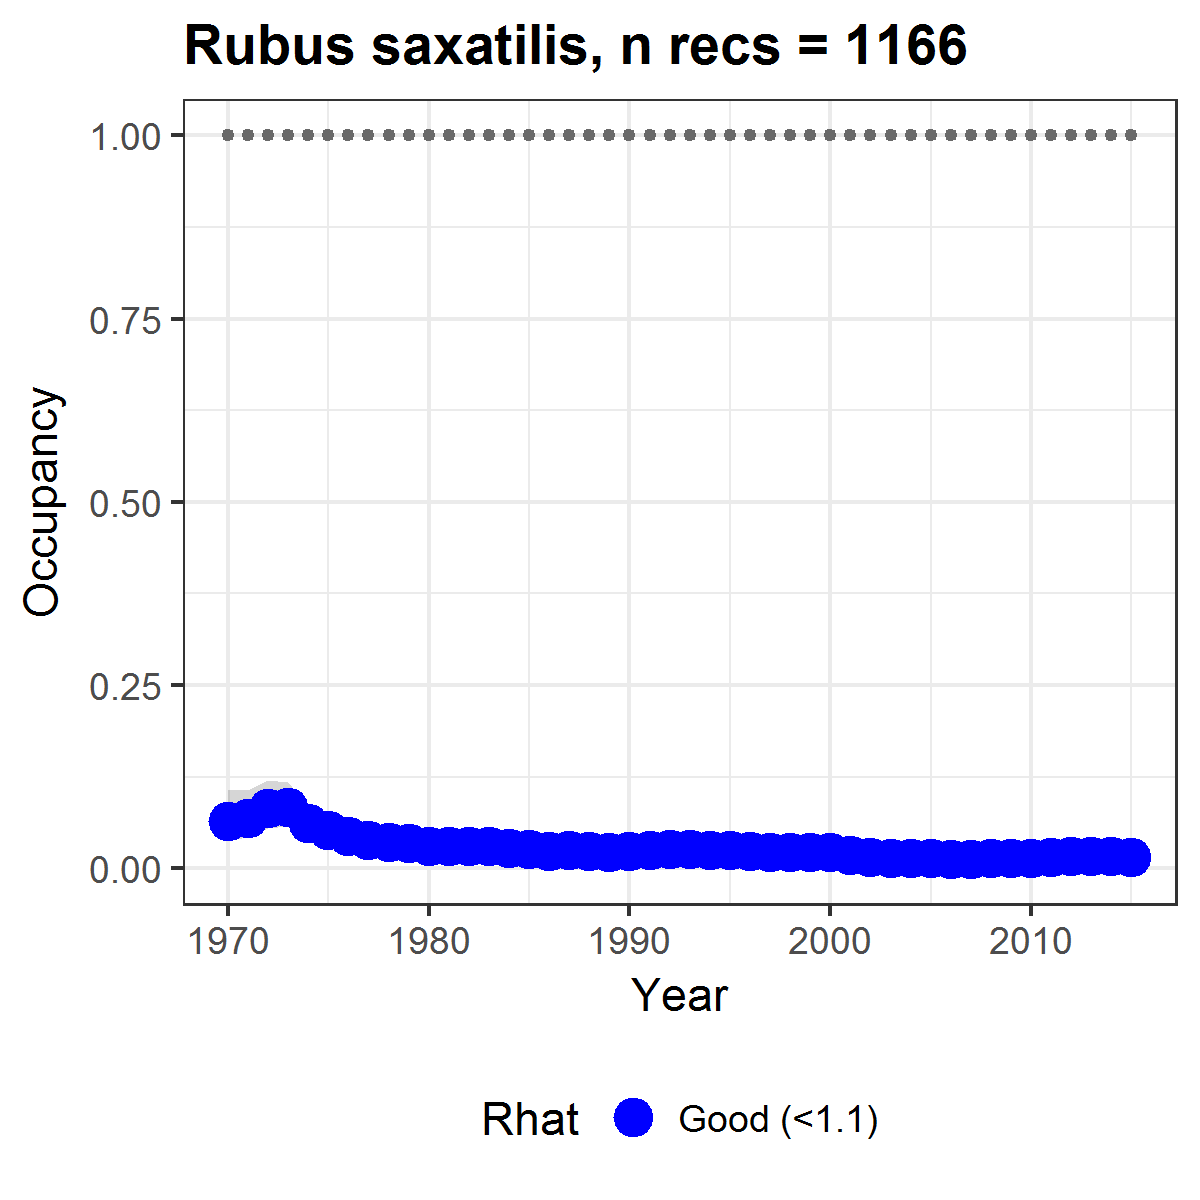 Rubus saxatilis, n recs = 1166
1.00
0.75
0.50
0.25
0.00
Occupancy
1970 1980 1990 2000 2010
Year
Rhat Good (<1.1)